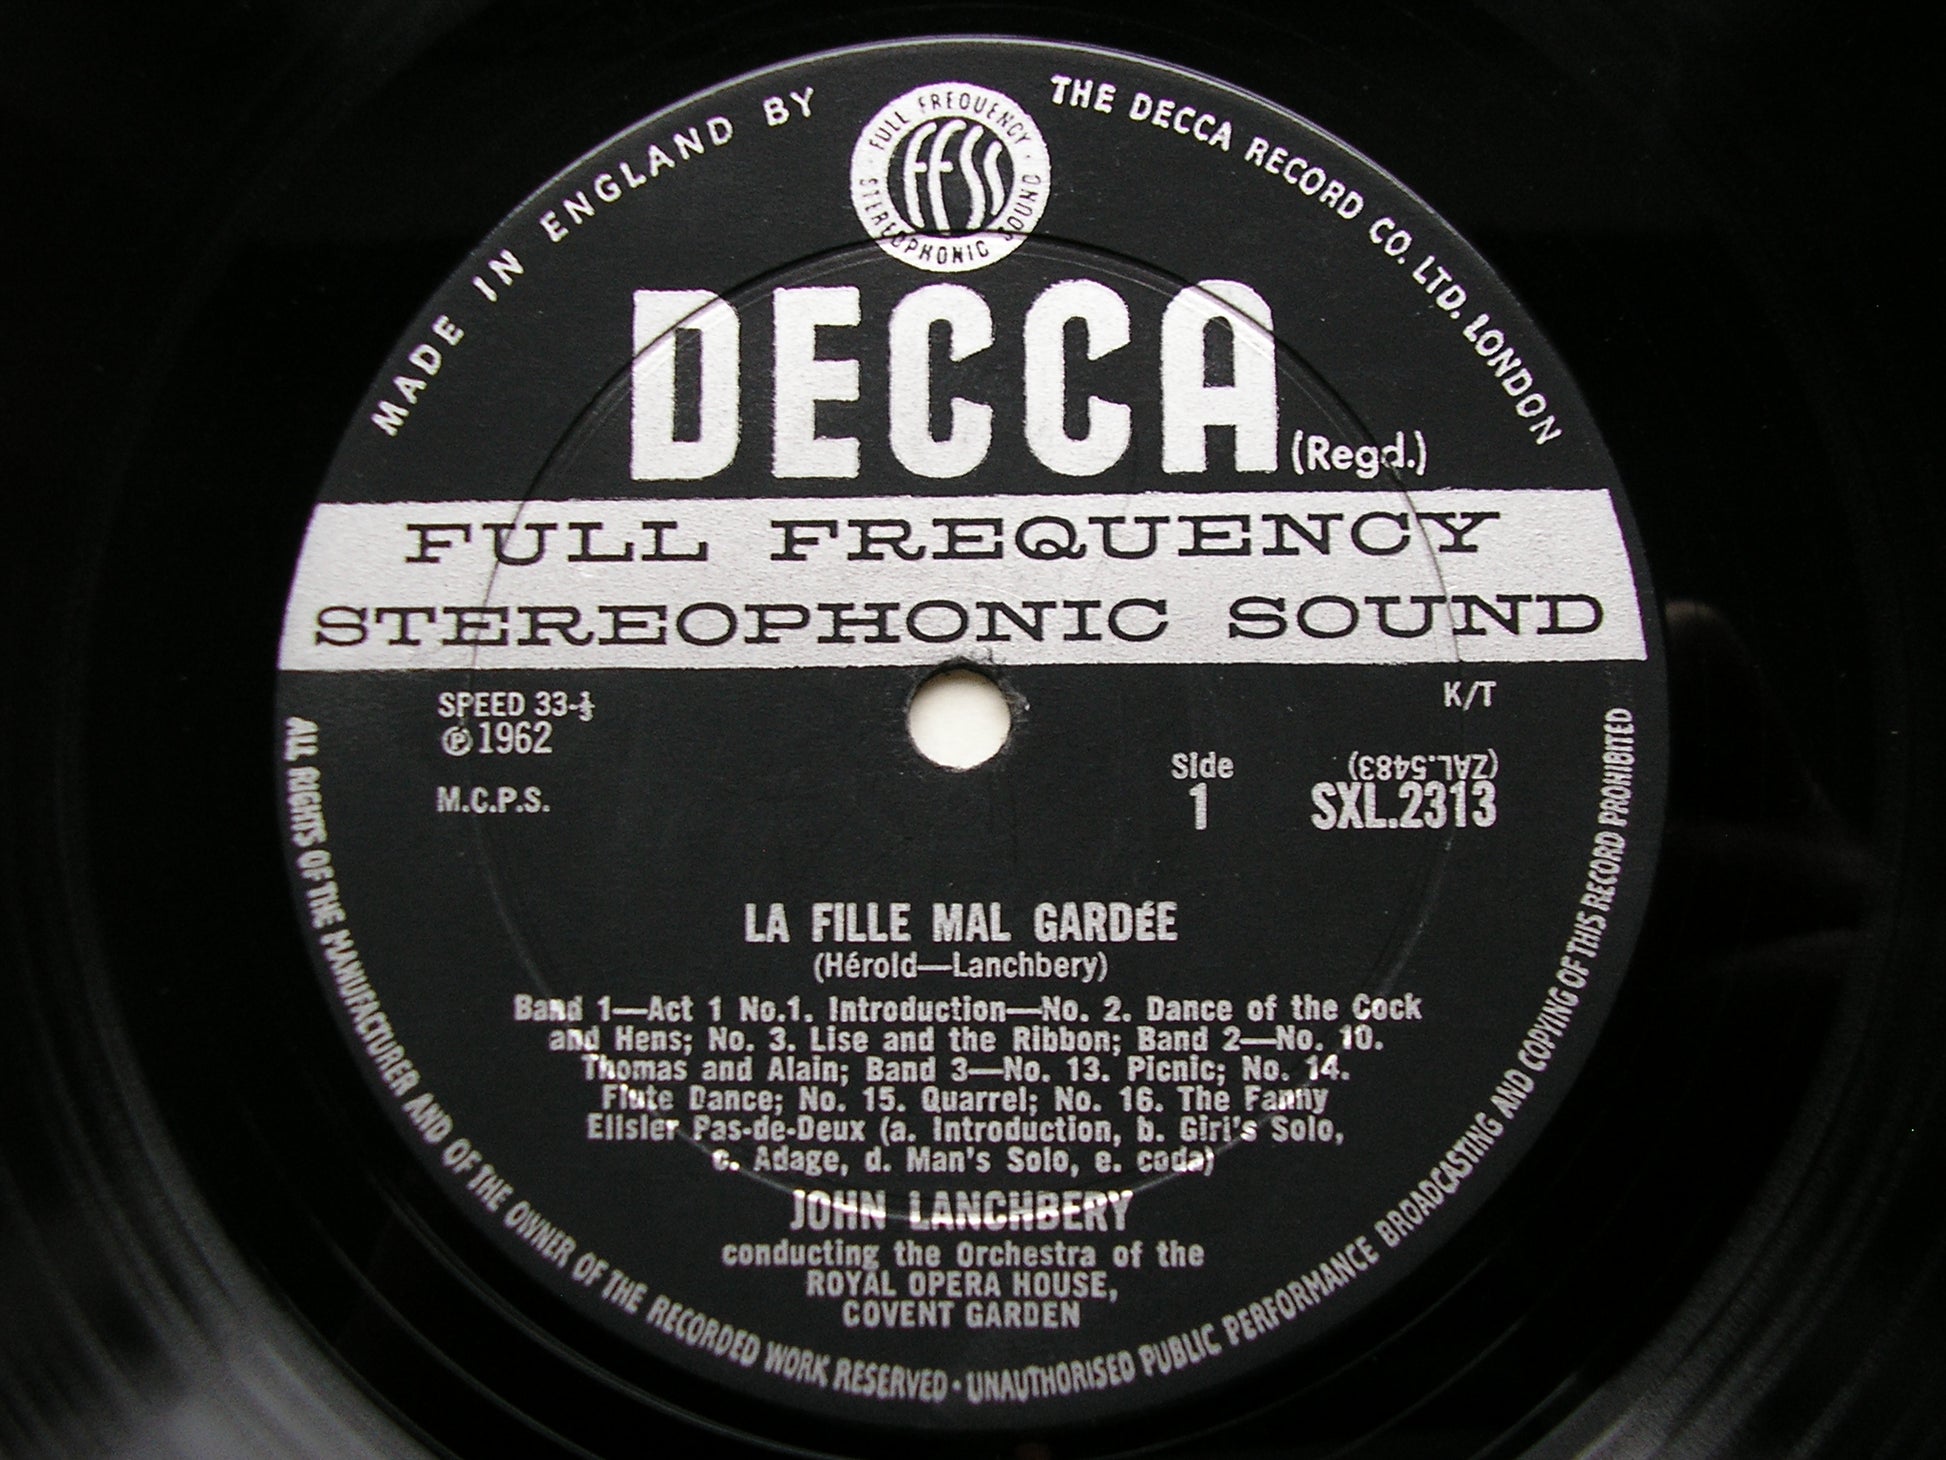 MADE IN ENGLAND BY
THE DECCA RECORD CO. LTD. LONDON
FULL FREQUENCY
STEREOPHONIC SOUND
FFSS
DECCA (Regd.)
FULL FREQUENCY
STEREOPHONIC SOUND
SPEED 33-⅓
K/T
℗ 1962
M.C.P.S.
Side
1
(ZAL.5483)
SXL.2313
LA FILLE MAL GARDÉE
(Hérold—Lanchbery)
Band 1—Act 1 No.1. Introduction—No. 2. Dance of the Cock
and Hens; No. 3. Lise and the Ribbon; Band 2—No. 10.
Thomas and Alain; Band 3—No. 13. Picnic; No. 14.
Flute Dance; No. 15. Quarrel; No. 16. The Fanny
Ellsler Pas-de-Deux (a. Introduction, b. Girl's Solo,
c. Adage, d. Man's Solo, e. coda)
JOHN LANCHBERY
conducting the Orchestra of the
ROYAL OPERA HOUSE,
COVENT GARDEN
ALL RIGHTS OF THE MANUFACTURER AND OF THE OWNER OF THE RECORDED WORK RESERVED · UNAUTHORISED PUBLIC PERFORMANCE BROADCASTING AND COPYING OF THIS RECORD PROHIBITED